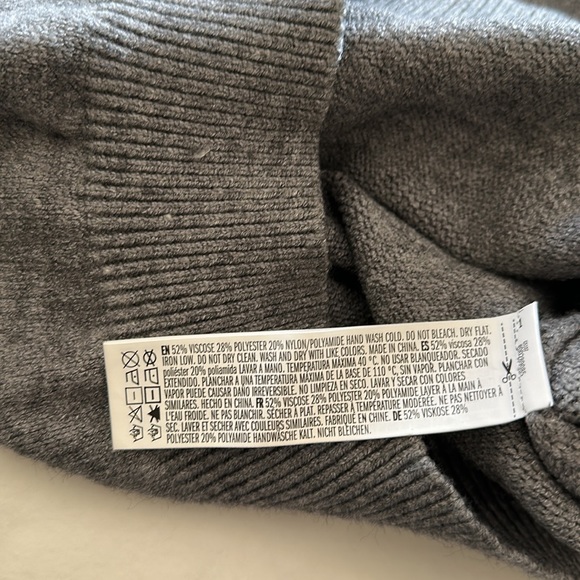 EN 52% VISCOSE 28% POLYESTER 20% NYLON/POLYAMIDE HAND WASH COLD. DO NOT BLEACH. DRY FLAT.
IRON LOW. DO NOT DRY CLEAN. WASH AND DRY WITH LIKE COLORS. MADE IN CHINA. ES 52% viscosa 28%
poliéster 20% poliamida LAVAR A MANO. TEMPERATURA MÁXIMA 40 °C. NO USAR BLANQUEADOR. SECADO
EXTENDIDO. PLANCHAR A UNA TEMPERATURA MÁXIMA DE LA BASE DE 110 °C, SIN VAPOR. PLANCHAR CON
VAPOR PUEDE CAUSAR DAÑO IRREVERSIBLE. NO LIMPIEZA EN SECO. LAVAR Y SECAR CON COLORES
SIMILARES. HECHO EN CHINA. FR 52% VISCOSE 28% POLYESTER 20% POLYAMIDE LAVER À LA MAIN À
L'EAU FROIDE. NE PAS BLANCHIR. SÉCHER À PLAT. REPASSER À TEMPÉRATURE MODÉRÉE. NE PAS NETTOYER À
SEC. LAVER ET SÉCHER AVEC COULEURS SIMILAIRES. FABRIQUÉ EN CHINE. DE 52% VISKOSE 28%
POLYESTER 20% POLYAMIDE HANDWÄSCHE KALT. NICHT BLEICHEN.